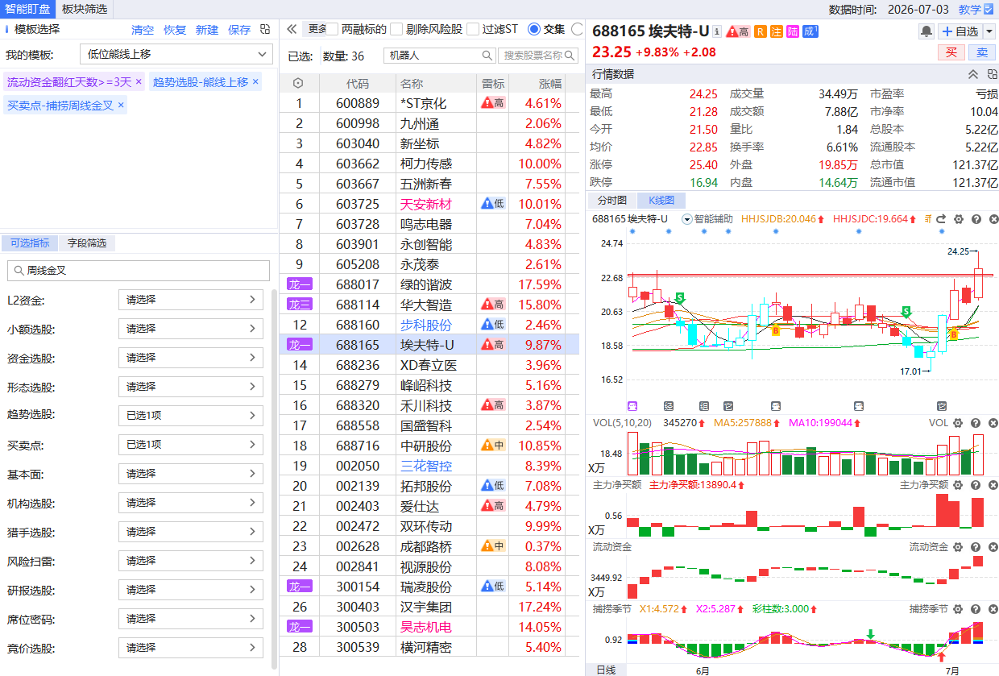 智能盯盘 板块筛选 数据时间: 2026-07-03 教学
模板选择 清空 恢复 新建 保存
我的模板: 低位能线上移
流动资金翻红天数>=3天 × 趋势选股-能线上移 ×
买卖点-捕捞周线金叉 ×
可选指标 字段筛选
周线金叉
L2资金: 请选择
小额选股: 请选择
资金选股: 请选择
形态选股: 请选择
趋势选股: 已选1项
买卖点: 已选1项
基本面: 请选择
机构选股: 请选择
猎手选股: 请选择
风险扫雷: 请选择
研报选股: 请选择
席位密码: 请选择
竞价选股: 请选择
更多 两融标的 剔除风险股 过滤ST 交集
已选: 数量: 36 机器人 搜索股票名称
代码 名称 雷标 涨幅
1 600889 *ST京化 高 4.61%
2 600998 九州通 2.06%
3 603040 新坐标 4.82%
4 603662 柯力传感 10.00%
5 603667 五洲新春 7.55%
6 603725 天安新材 低 10.01%
7 603728 鸣志电器 7.04%
8 603901 永创智能 4.83%
9 605208 永茂泰 2.61%
龙一 688017 绿的谐波 17.59%
龙三 688114 华大智造 高 15.80%
12 688160 步科股份 低 2.46%
龙一 688165 埃夫特-U 高 9.87%
14 688236 XD春立医 3.96%
15 688279 峰岹科技 5.16%
16 688320 禾川科技 高 3.87%
17 688558 国盛智科 2.54%
18 688716 中研股份 中 10.85%
19 002050 三花智控 8.39%
20 002139 拓邦股份 低 7.08%
21 002403 爱仕达 高 4.79%
22 002472 双环传动 9.99%
23 002628 成都路桥 中 0.37%
24 002841 视源股份 8.08%
龙一 300154 瑞凌股份 低 5.14%
26 300403 汉宇集团 17.24%
龙一 300503 昊志机电 14.05%
28 300539 横河精密 5.40%
688165 埃夫特-U 高 R 注 陆 成 自选
23.25 +9.83% +2.08 买 卖
行情数据
最高 24.25 成交量 34.49万 市盈率 亏损
最低 21.28 成交额 7.88亿 市净率 10.04
今开 21.50 量比 1.84 总股本 5.22亿
均价 22.85 换手率 6.61% 流通股本 5.22亿
涨停 25.40 外盘 19.85万 总市值 121.37亿
跌停 16.94 内盘 14.64万 流通市值 121.37亿
分时图 K线图
688165 埃夫特-U 智能辅助 HHJSJDB:20.046 HHJSJDC:19.664
24.74
24.25
22.68
S
20.63
S
B
B
18.58
17.01
16.52
VOL(5,10,20) 345270 MA5:257888 MA10:199044 VOL
18.48
X万
主力净买额 主力净买额:13890.4 主力净买额
0.56
X万
流动资金 流动资金
3449.92
X万
捕捞季节 X1:4.572 X2:5.287 彩柱数:3.000 捕捞季节
0.92
日线 6月 7月